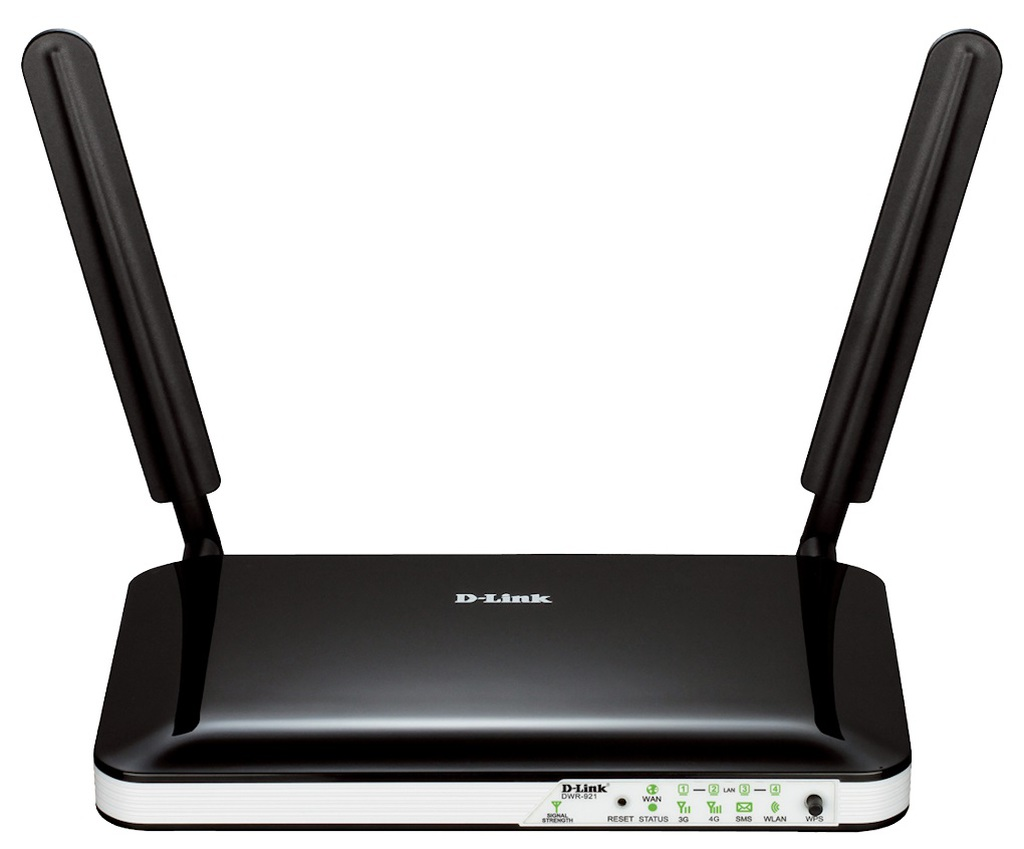 D-Link
D-Link
DWR-921
SIGNAL
STRENGTH
RESET
WAN
STATUS
1 2 LAN 3 4
3G
4G
SMS
WLAN
WPS